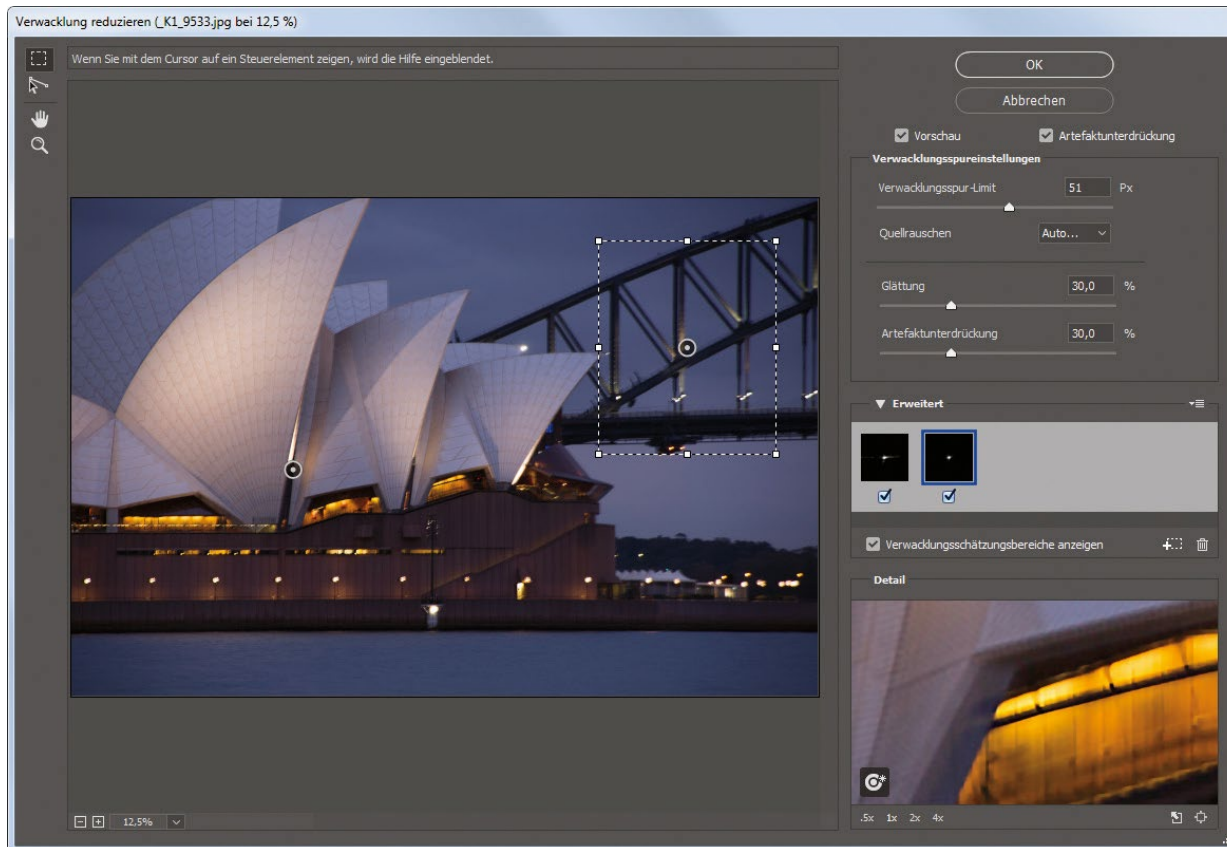 Verwacklung reduzieren (_K1_9533.jpg bei 12,5 %)
Wenn Sie mit dem Cursor auf ein Steuerelement zeigen, wird die Hilfe eingeblendet.
OK
Abbrechen
Vorschau
Artefaktunterdrückung
Verwacklungsspureinstellungen
Verwacklungsspur-Limit 51 Px
Quellrauschen Auto...
Glättung 30,0 %
Artefaktunterdrückung 30,0 %
Erweitert
Verwacklungsschätzungsbereiche anzeigen
Detail
.5x 1x 2x 4x
12,5%